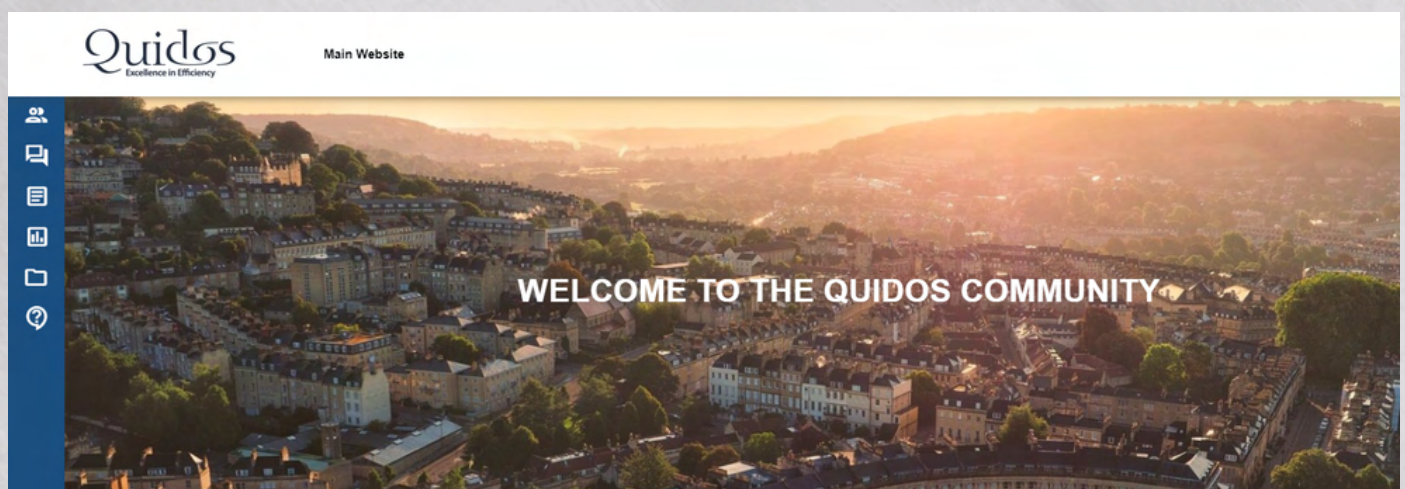 Quidos
Excellence in Efficiency
Main Website
WELCOME TO THE QUIDOS COMMUNITY